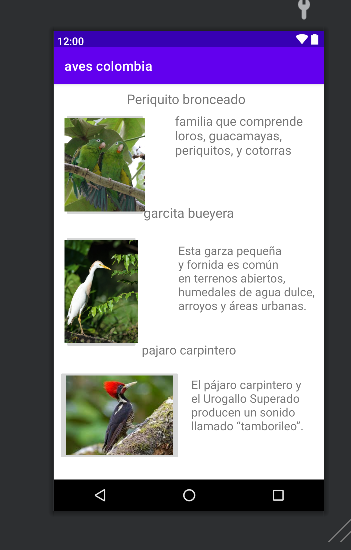 12:00
aves colombia
Periquito bronceado
familia que comprende
loros, guacamayas,
periquitos, y cotorras
garcita bueyera
Esta garza pequeña
y fornida es común
en terrenos abiertos,
humedales de agua dulce,
arroyos y áreas urbanas.
pajaro carpintero
El pájaro carpintero y
el Urogallo Superado
producen un sonido
llamado “tamborileo”.